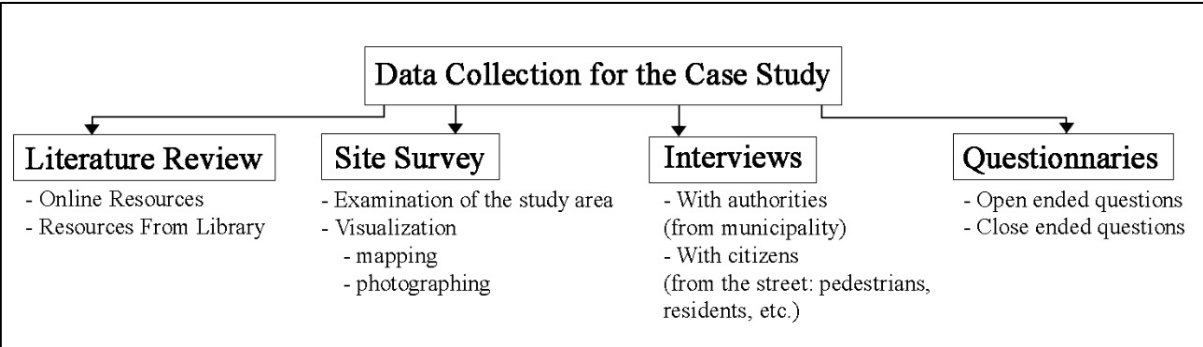 Data Collection for the Case Study
Literature Review
- Online Resources
- Resources From Library
Site Survey
- Examination of the study area
- Visualization
- mapping
- photographing
Interviews
- With authorities
(from municipality)
- With citizens
(from the street: pedestrians,
residents, etc.)
Questionnaries
- Open ended questions
- Close ended questions